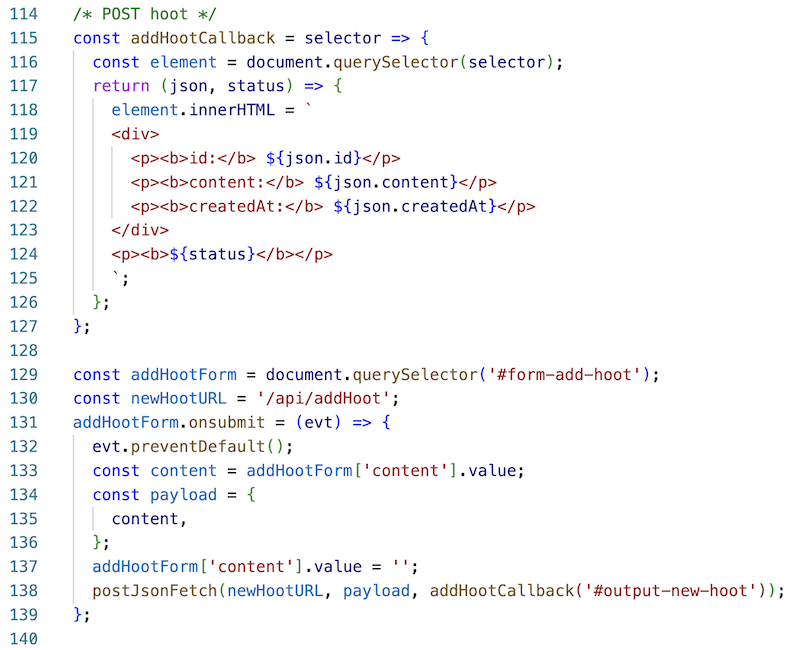 114 /* POST hoot */
115 const addHootCallback = selector => {
116   const element = document.querySelector(selector);
117   return (json, status) => {
118     element.innerHTML = `
119     <div>
120       <p><b>id:</b> ${json.id}</p>
121       <p><b>content:</b> ${json.content}</p>
122       <p><b>createdAt:</b> ${json.createdAt}</p>
123     </div>
124     <p><b>${status}</b></p>
125     `;
126   };
127 };
128
129 const addHootForm = document.querySelector('#form-add-hoot');
130 const newHootURL = '/api/addHoot';
131 addHootForm.onsubmit = (evt) => {
132   evt.preventDefault();
133   const content = addHootForm['content'].value;
134   const payload = {
135     content,
136   };
137   addHootForm['content'].value = '';
138   postJsonFetch(newHootURL, payload, addHootCallback('#output-new-hoot'));
139 };
140